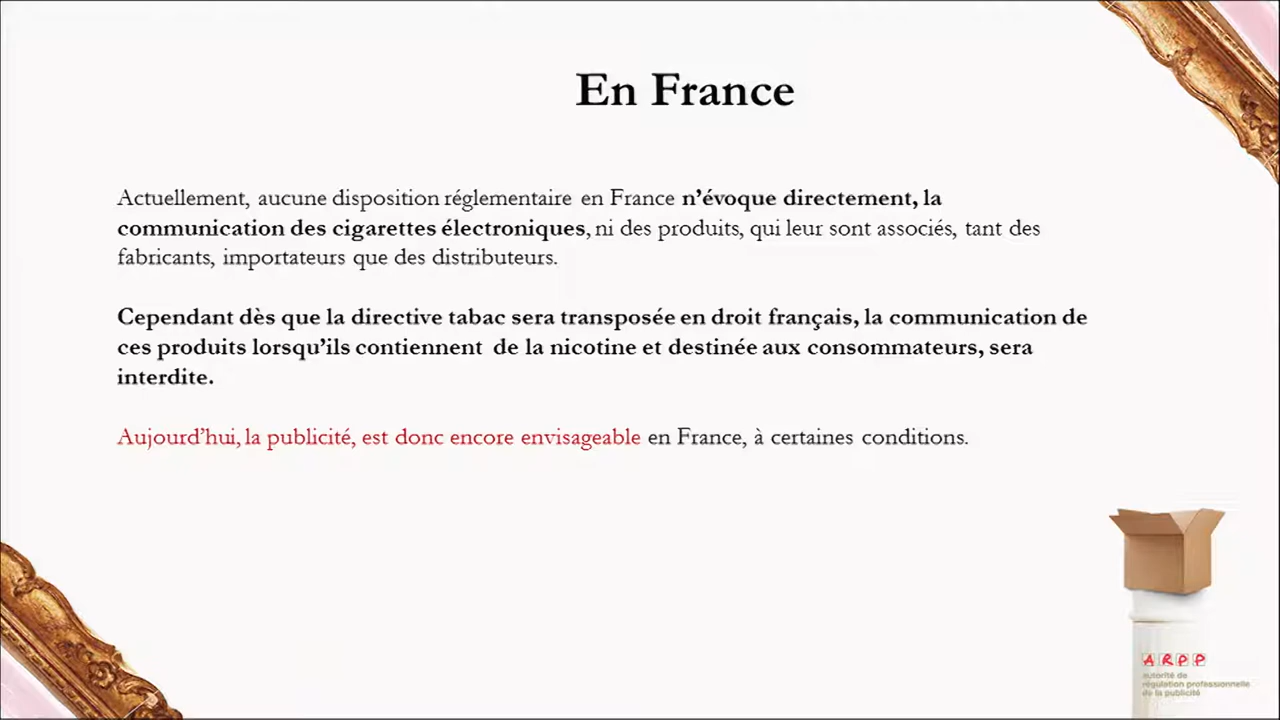 En France
Actuellement, aucune disposition réglementaire en France n’évoque directement, la
communication des cigarettes électroniques, ni des produits, qui leur sont associés, tant des
fabricants, importateurs que des distributeurs.
Cependant dès que la directive tabac sera transposée en droit français, la communication de
ces produits lorsqu’ils contiennent de la nicotine et destinée aux consommateurs, sera
interdite.
Aujourd’hui, la publicité, est donc encore envisageable en France, à certaines conditions.
ARPP
autorité de
régulation professionnelle
de la publicité